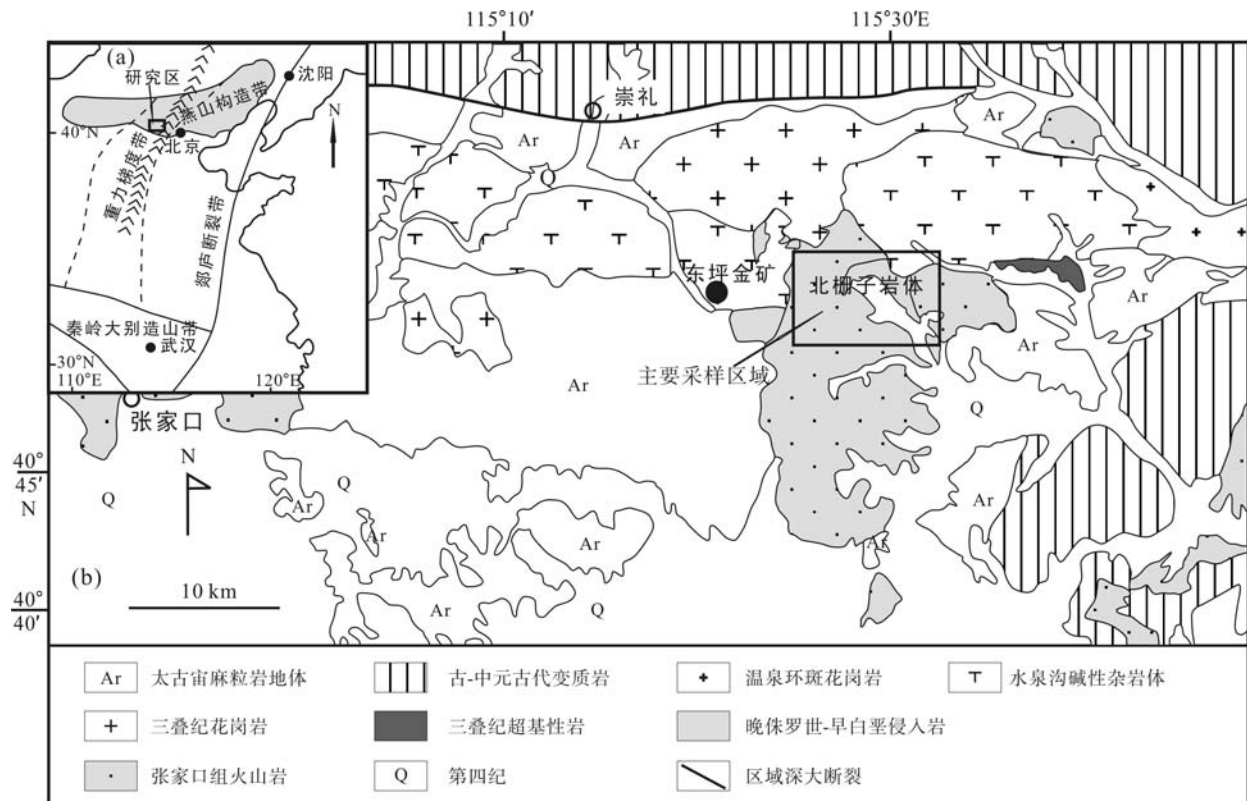 115°10′
115°30′E
(a)
研究区
沈阳
燕山构造带
40°N
北京
N
重力梯度带
郯庐断裂带
秦岭大别造山带
武汉
30°N
110°E
120°E
崇礼
Ar
Ar
Ar
Q
东坪金矿
北栅子岩体
Ar
Ar
主要采样区域
Ar
Q
张家口
40°
45′
N
N
Q
Q
Ar
Ar
Ar
Ar
Ar
(b)
10 km
Ar
Q
40°
40′
Ar 太古宙麻粒岩地体
古-中元古代变质岩
温泉环斑花岗岩
水泉沟碱性杂岩体
三叠纪花岗岩
三叠纪超基性岩
晚侏罗世-早白垩侵入岩
张家口组火山岩
Q 第四纪
区域深大断裂